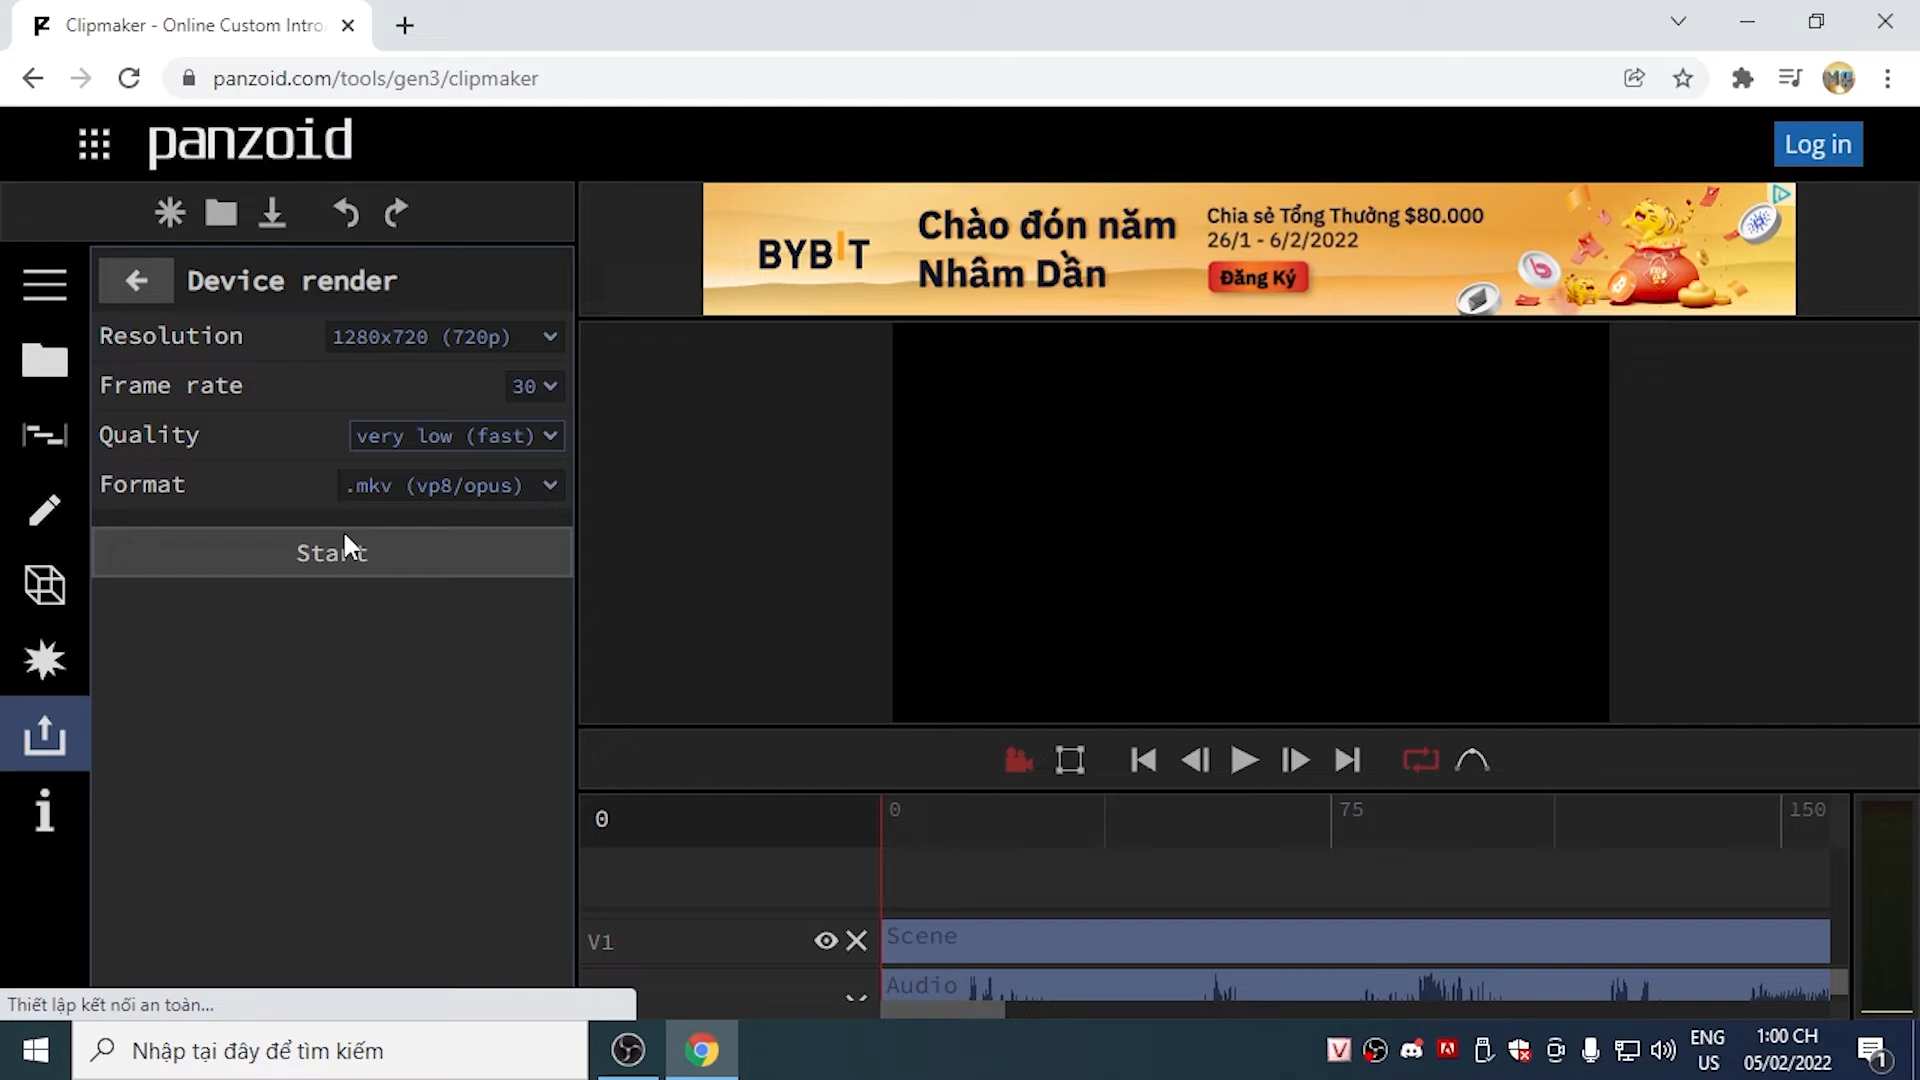 Clipmaker - Online Custom Intro
panzoid.com/tools/gen3/clipmaker
panzoid
Log in
BYBIT
Chào đón năm
Nhâm Dần
Chia sẻ Tổng Thưởng $80.000
26/1 - 6/2/2022
Đăng Ký
Device render
Resolution 1280x720 (720p)
Frame rate 30
Quality very low (fast)
Format .mkv (vp8/opus)
Start
0 0 75 150
V1 Scene
Audio
Thiết lập kết nối an toàn...
Nhập tại đây để tìm kiếm
ENG
US
1:00 CH
05/02/2022
1